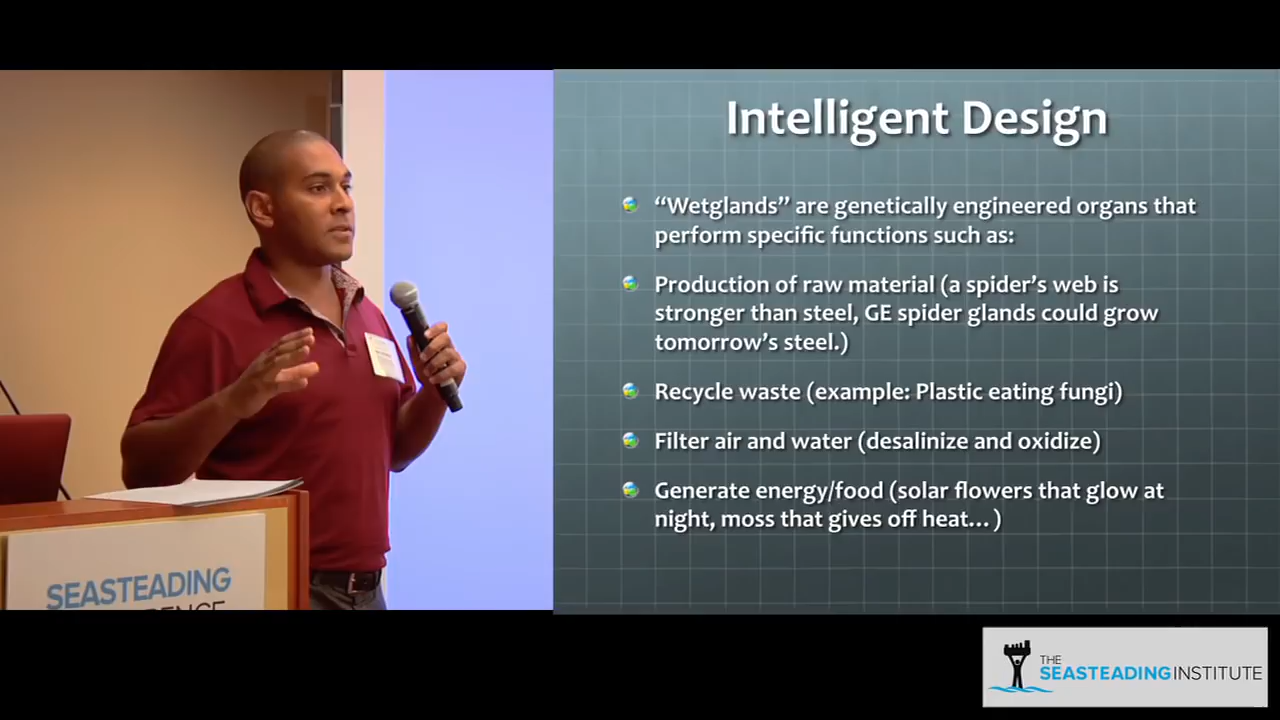 Intelligent Design
“Wetglands” are genetically engineered organs that
perform specific functions such as:
Production of raw material (a spider’s web is
stronger than steel, GE spider glands could grow
tomorrow’s steel.)
Recycle waste (example: Plastic eating fungi)
Filter air and water (desalinize and oxidize)
Generate energy/food (solar flowers that glow at
night, moss that gives off heat… )
SEASTEADING
THE
SEASTEADINGINSTITUTE